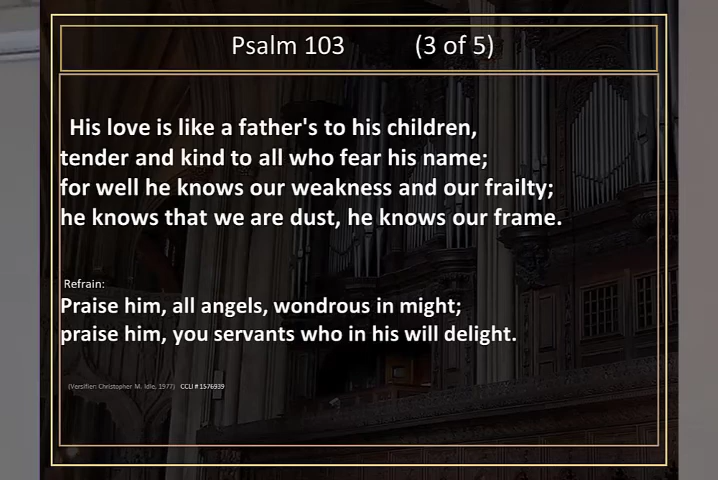 Psalm 103 (3 of 5)
His love is like a father's to his children,
tender and kind to all who fear his name;
for well he knows our weakness and our frailty;
he knows that we are dust, he knows our frame.
Refrain:
Praise him, all angels, wondrous in might;
praise him, you servants who in his will delight.
(Versifier: Christopher M. Idle, 1977) CCLI # 1576939